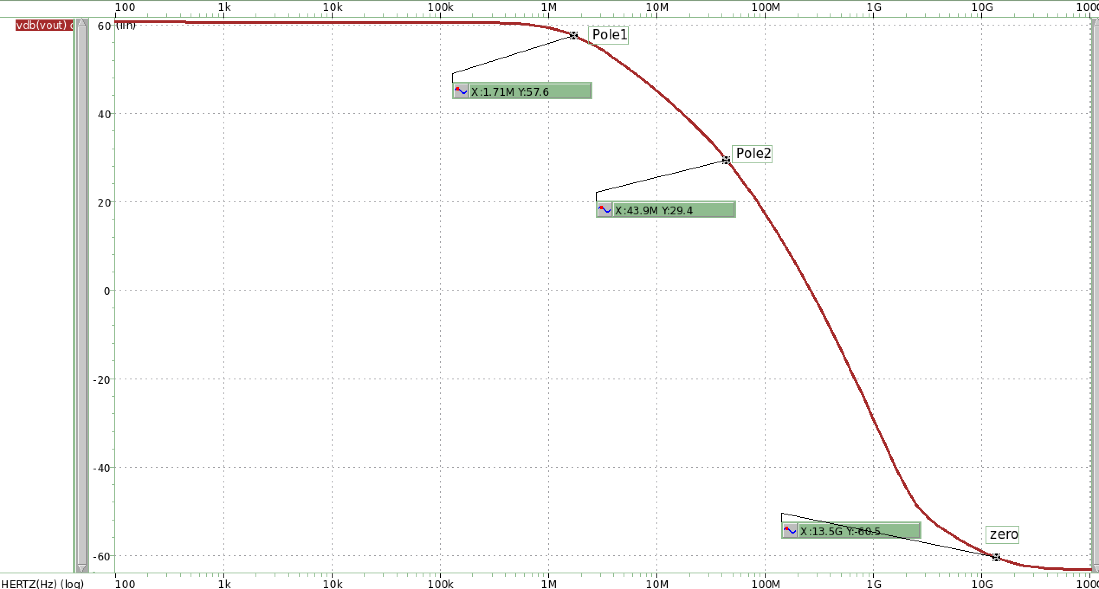 100 1k 10k 100k 1M 10M 100M 1G 10G
vdb(vout)
60 (lin)
Pole1
X:1.71M Y:57.6
40
Pole2
20
X:43.9M Y:29.4
0
-20
-40
X:13.5G Y:-60.5
zero
-60
HERTZ(Hz) (log) 100 1k 10k 100k 1M 10M 100M 1G 10G